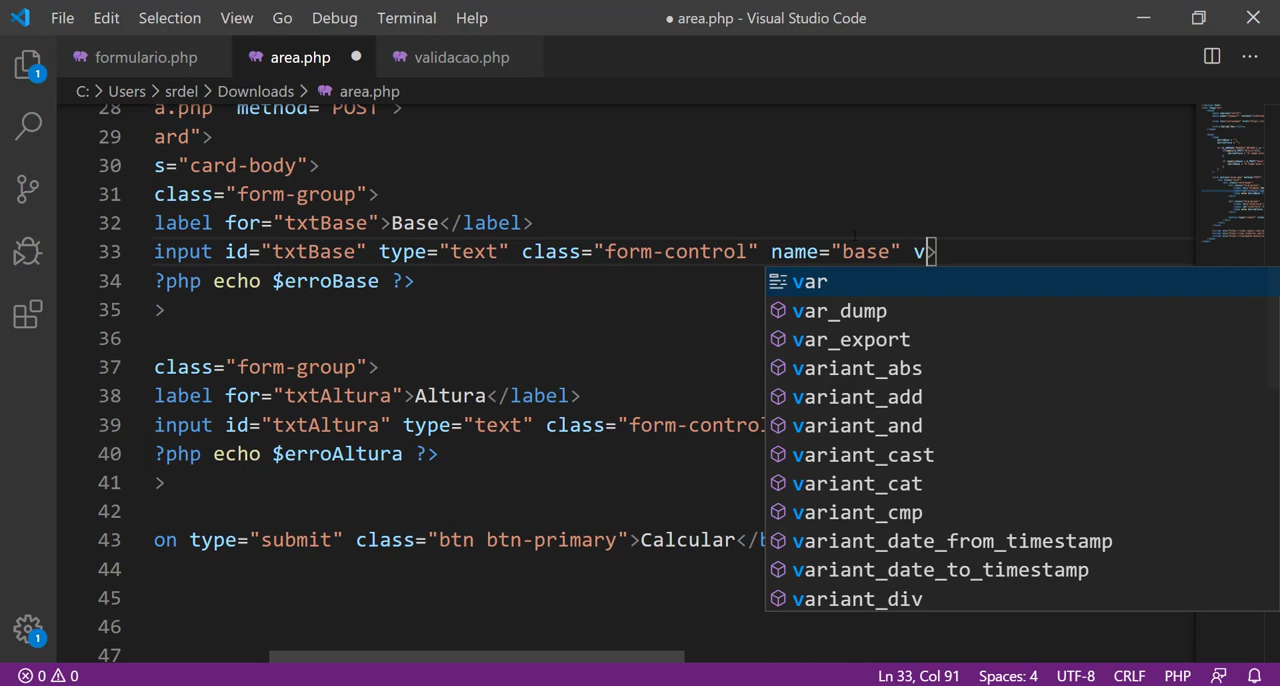 File Edit Selection View Go Debug Terminal Help ● area.php - Visual Studio Code
formulario.php area.php validacao.php
C: > Users > srdel > Downloads > area.php
28 a.php" method="POST">
29 ard">
30 s="card-body">
31 class="form-group">
32 label for="txtBase">Base</label>
33 input id="txtBase" type="text" class="form-control" name="base" v>
34 ?php echo $erroBase ?>
35 >
36
37 class="form-group">
38 label for="txtAltura">Altura</label>
39 input id="txtAltura" type="text" class="form-control
40 ?php echo $erroAltura ?>
41 >
42
43 on type="submit" class="btn btn-primary">Calcular</b
44
45
46
47
var
var_dump
var_export
variant_abs
variant_add
variant_and
variant_cast
variant_cat
variant_cmp
variant_date_from_timestamp
variant_date_to_timestamp
variant_div
1
1
0 0 Ln 33, Col 91 Spaces: 4 UTF-8 CRLF PHP